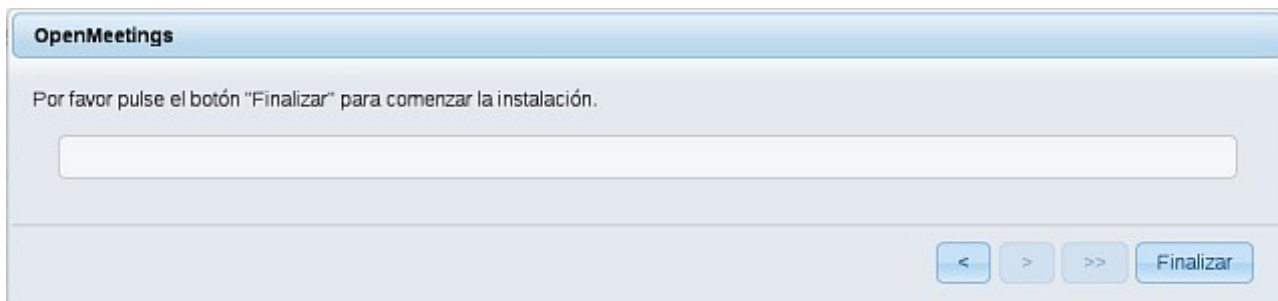 OpenMeetings
Por favor pulse el botón "Finalizar" para comenzar la instalación.
< > >> Finalizar